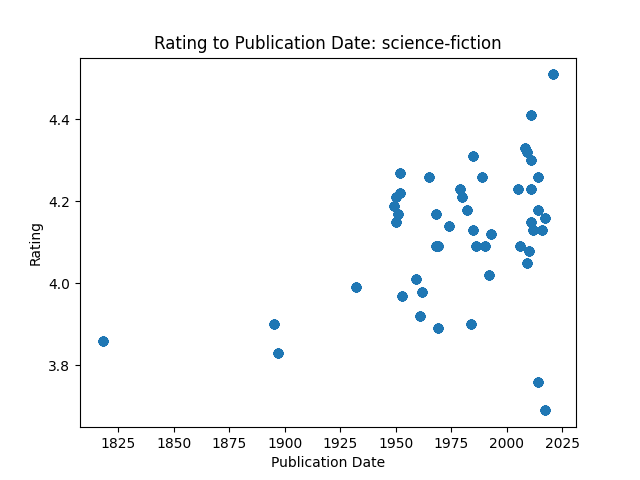 Rating to Publication Date: science-fiction
4.4
4.2
4.0
3.8
Rating
1825 1850 1875 1900 1925 1950 1975 2000 2025
Publication Date